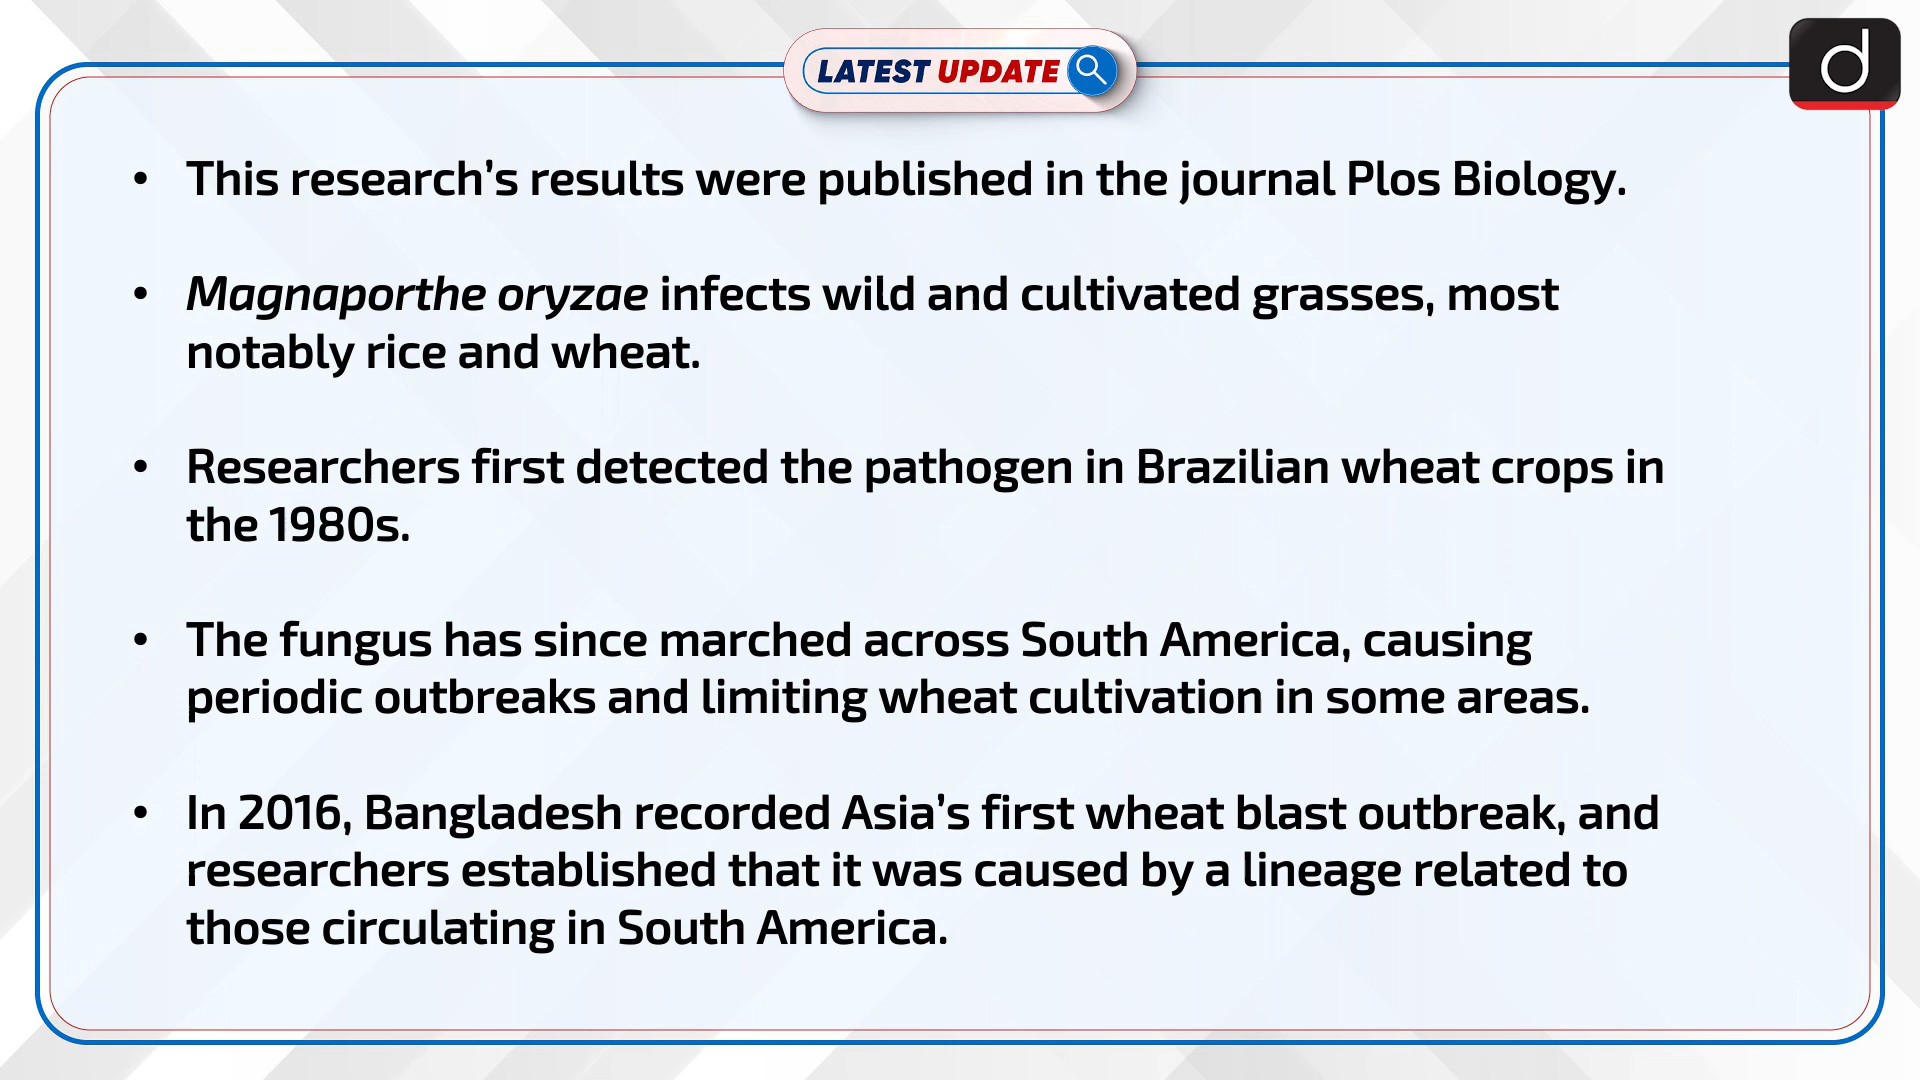 LATEST UPDATE
d
• This research’s results were published in the journal Plos Biology.
• Magnaporthe oryzae infects wild and cultivated grasses, most
notably rice and wheat.
• Researchers first detected the pathogen in Brazilian wheat crops in
the 1980s.
• The fungus has since marched across South America, causing
periodic outbreaks and limiting wheat cultivation in some areas.
• In 2016, Bangladesh recorded Asia’s first wheat blast outbreak, and
researchers established that it was caused by a lineage related to
those circulating in South America.